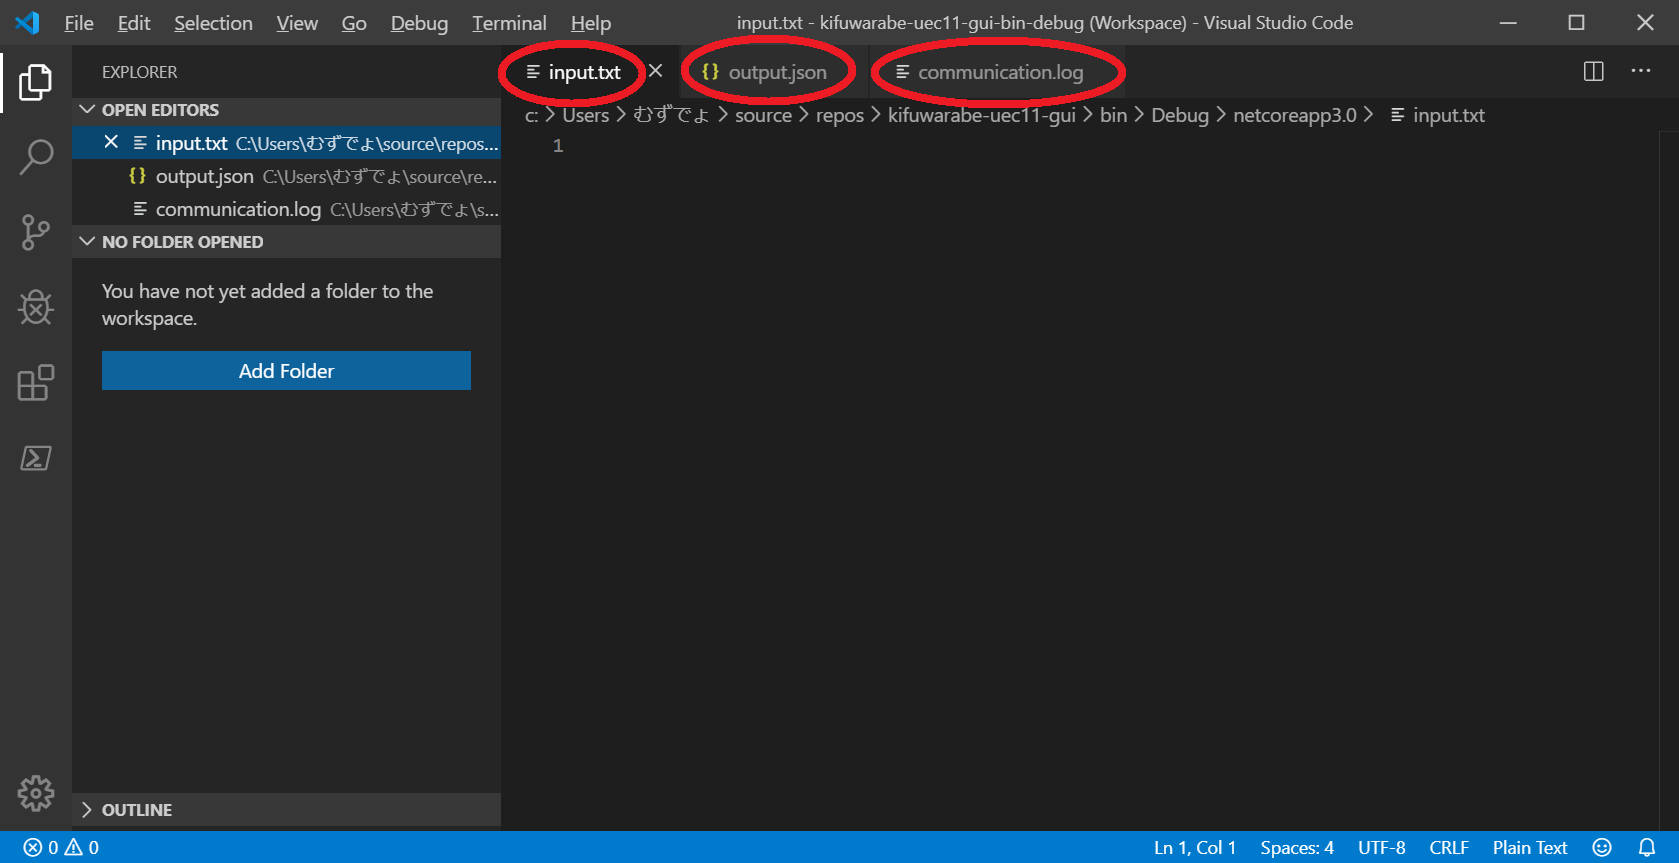 File Edit Selection View Go Debug Terminal Help input.txt - kifuwarabe-uec11-gui-bin-debug (Workspace) - Visual Studio Code
EXPLORER
OPEN EDITORS
input.txt C:\Users\むずでょ\source\repos...
output.json C:\Users\むずでょ\source\re...
communication.log C:\Users\むずでょ\s...
NO FOLDER OPENED
You have not yet added a folder to the
workspace.
Add Folder
OUTLINE
input.txt output.json communication.log
c: > Users > むずでょ > source > repos > kifuwarabe-uec11-gui > bin > Debug > netcoreapp3.0 > input.txt
1
0 0 Ln 1, Col 1 Spaces: 4 UTF-8 CRLF Plain Text